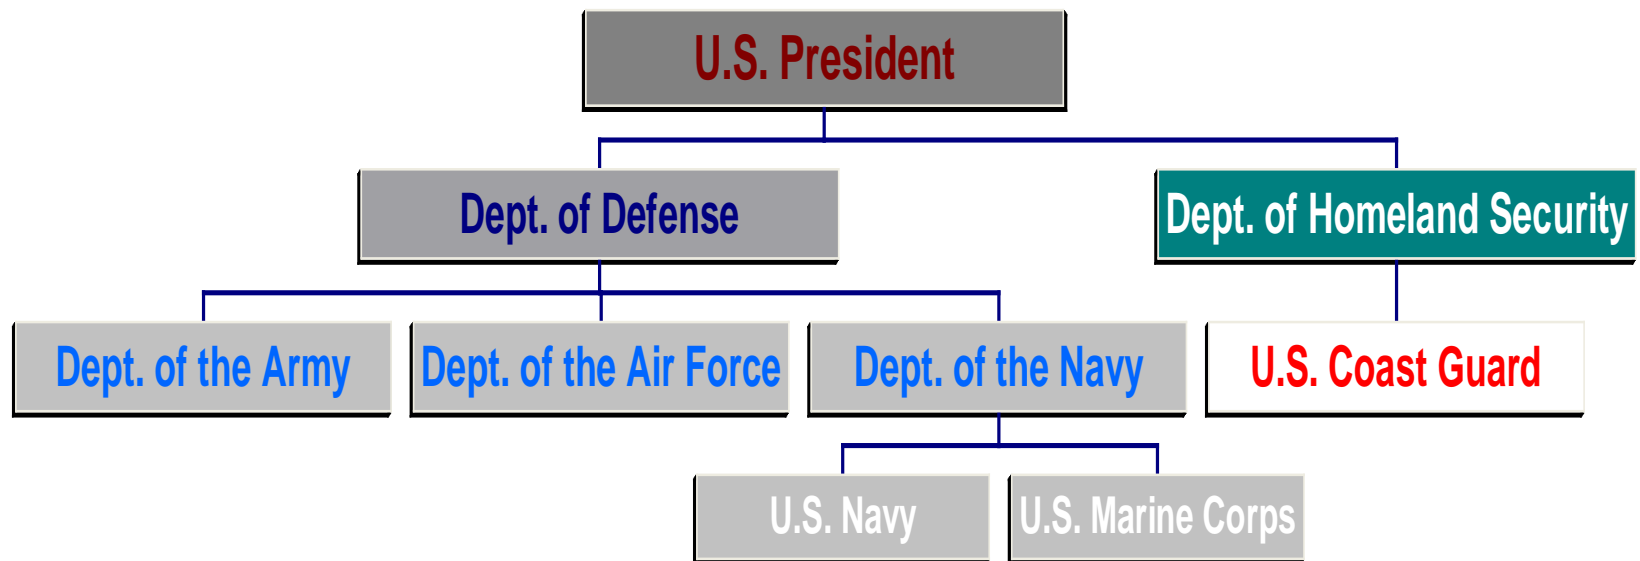 U.S. President
Dept. of Defense
Dept. of Homeland Security
Dept. of the Army
Dept. of the Air Force
Dept. of the Navy
U.S. Coast Guard
U.S. Navy
U.S. Marine Corps